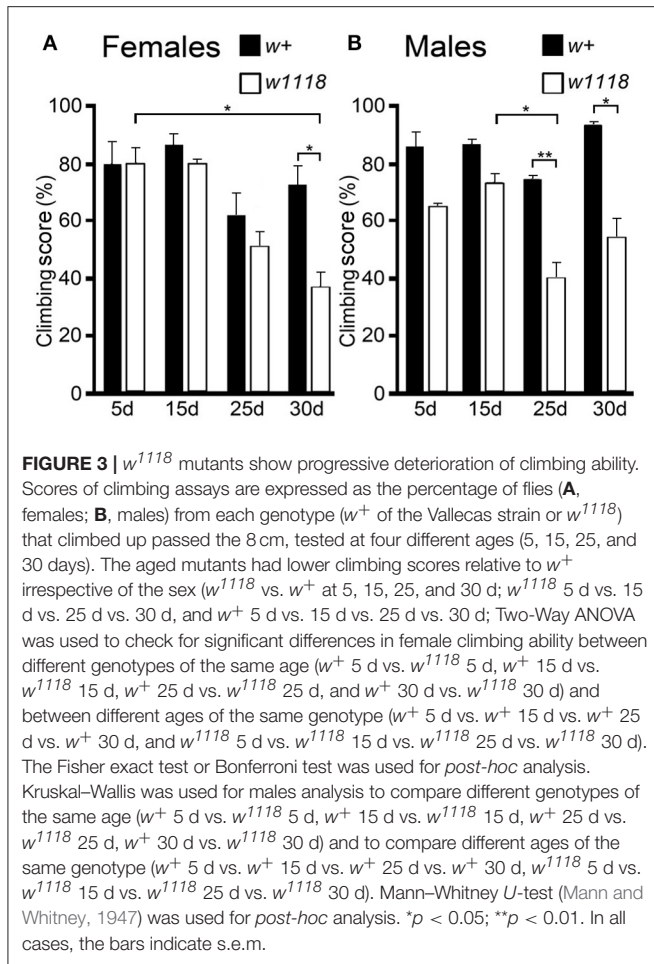 A Females ■ w+ B Males ■ w+
□ w1118 □ w1118
100 100
* * *
80 * 80 **
60 60
40 40
20 20
0 0
Climbing score (%) Climbing score (%)
5d 15d 25d 30d 5d 15d 25d 30d
FIGURE 3 | w1118 mutants show progressive deterioration of climbing ability.
Scores of climbing assays are expressed as the percentage of flies (A,
females; B, males) from each genotype (w+ of the Vallecas strain or w1118)
that climbed up passed the 8 cm, tested at four different ages (5, 15, 25, and
30 days). The aged mutants had lower climbing scores relative to w+
irrespective of the sex (w1118 vs. w+ at 5, 15, 25, and 30 d; w1118 5 d vs. 15
d vs. 25 d vs. 30 d, and w+ 5 d vs. 15 d vs. 25 d vs. 30 d; Two-Way ANOVA
was used to check for significant differences in female climbing ability between
different genotypes of the same age (w+ 5 d vs. w1118 5 d, w+ 15 d vs.
w1118 15 d, w+ 25 d vs. w1118 25 d, and w+ 30 d vs. w1118 30 d) and
between different ages of the same genotype (w+ 5 d vs. w+ 15 d vs. w+ 25
d vs. w+ 30 d, and w1118 5 d vs. w1118 15 d vs. w1118 25 d vs. w1118 30 d).
The Fisher exact test or Bonferroni test was used for post-hoc analysis.
Kruskal–Wallis was used for males analysis to compare different genotypes of
the same age (w+ 5 d vs. w1118 5 d, w+ 15 d vs. w1118 15 d, w+ 25 d vs.
w1118 25 d, w+ 30 d vs. w1118 30 d) and to compare different ages of the
same genotype (w+ 5 d vs. w+ 15 d vs. w+ 25 d vs. w+ 30 d, w1118 5 d vs.
w1118 15 d vs. w1118 25 d vs. w1118 30 d). Mann–Whitney U-test (Mann and
Whitney, 1947) was used for post-hoc analysis. *p < 0.05; **p < 0.01. In all
cases, the bars indicate s.e.m.